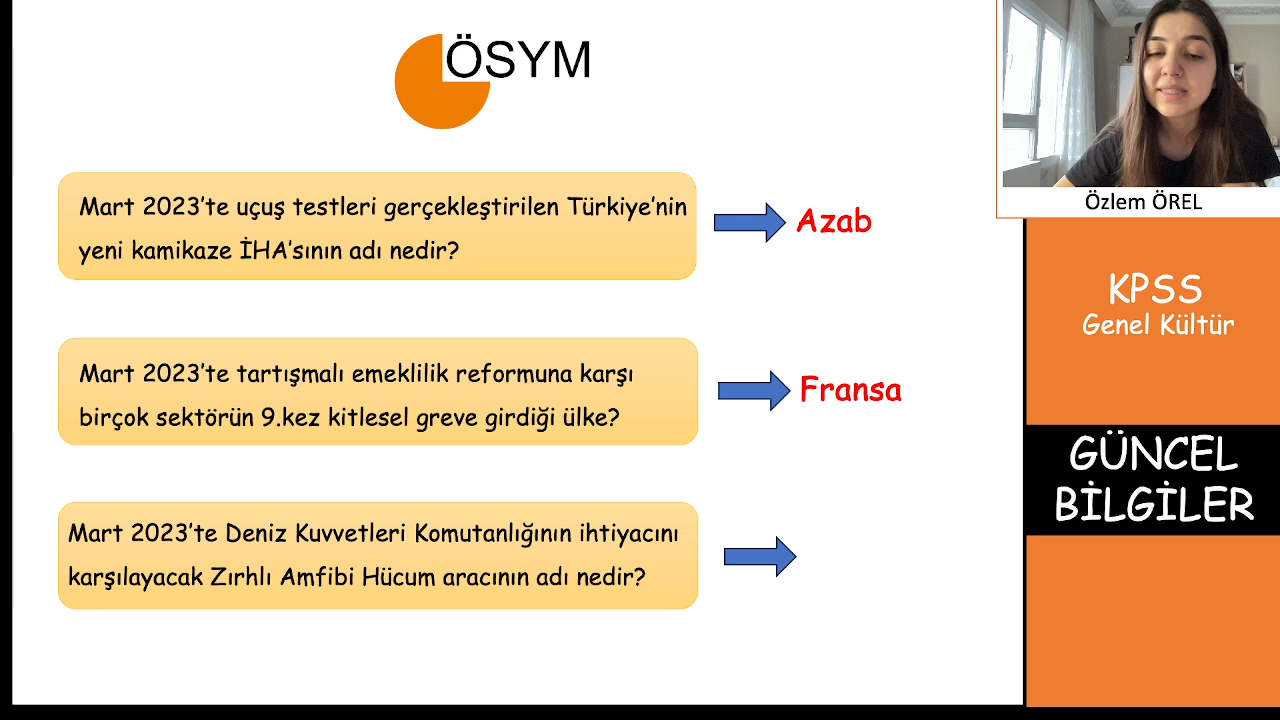 ÖSYM
Mart 2023'te uçuş testleri gerçekleştirilen Türkiye'nin
yeni kamikaze İHA'sının adı nedir?
Azab
Mart 2023'te tartışmalı emeklilik reformuna karşı
birçok sektörün 9.kez kitlesel greve girdiği ülke?
Fransa
Mart 2023'te Deniz Kuvvetleri Komutanlığının ihtiyacını
karşılayacak Zırhlı Amfibi Hücum aracının adı nedir?
Özlem ÖREL
KPSS
Genel Kültür
GÜNCEL
BİLGİLER